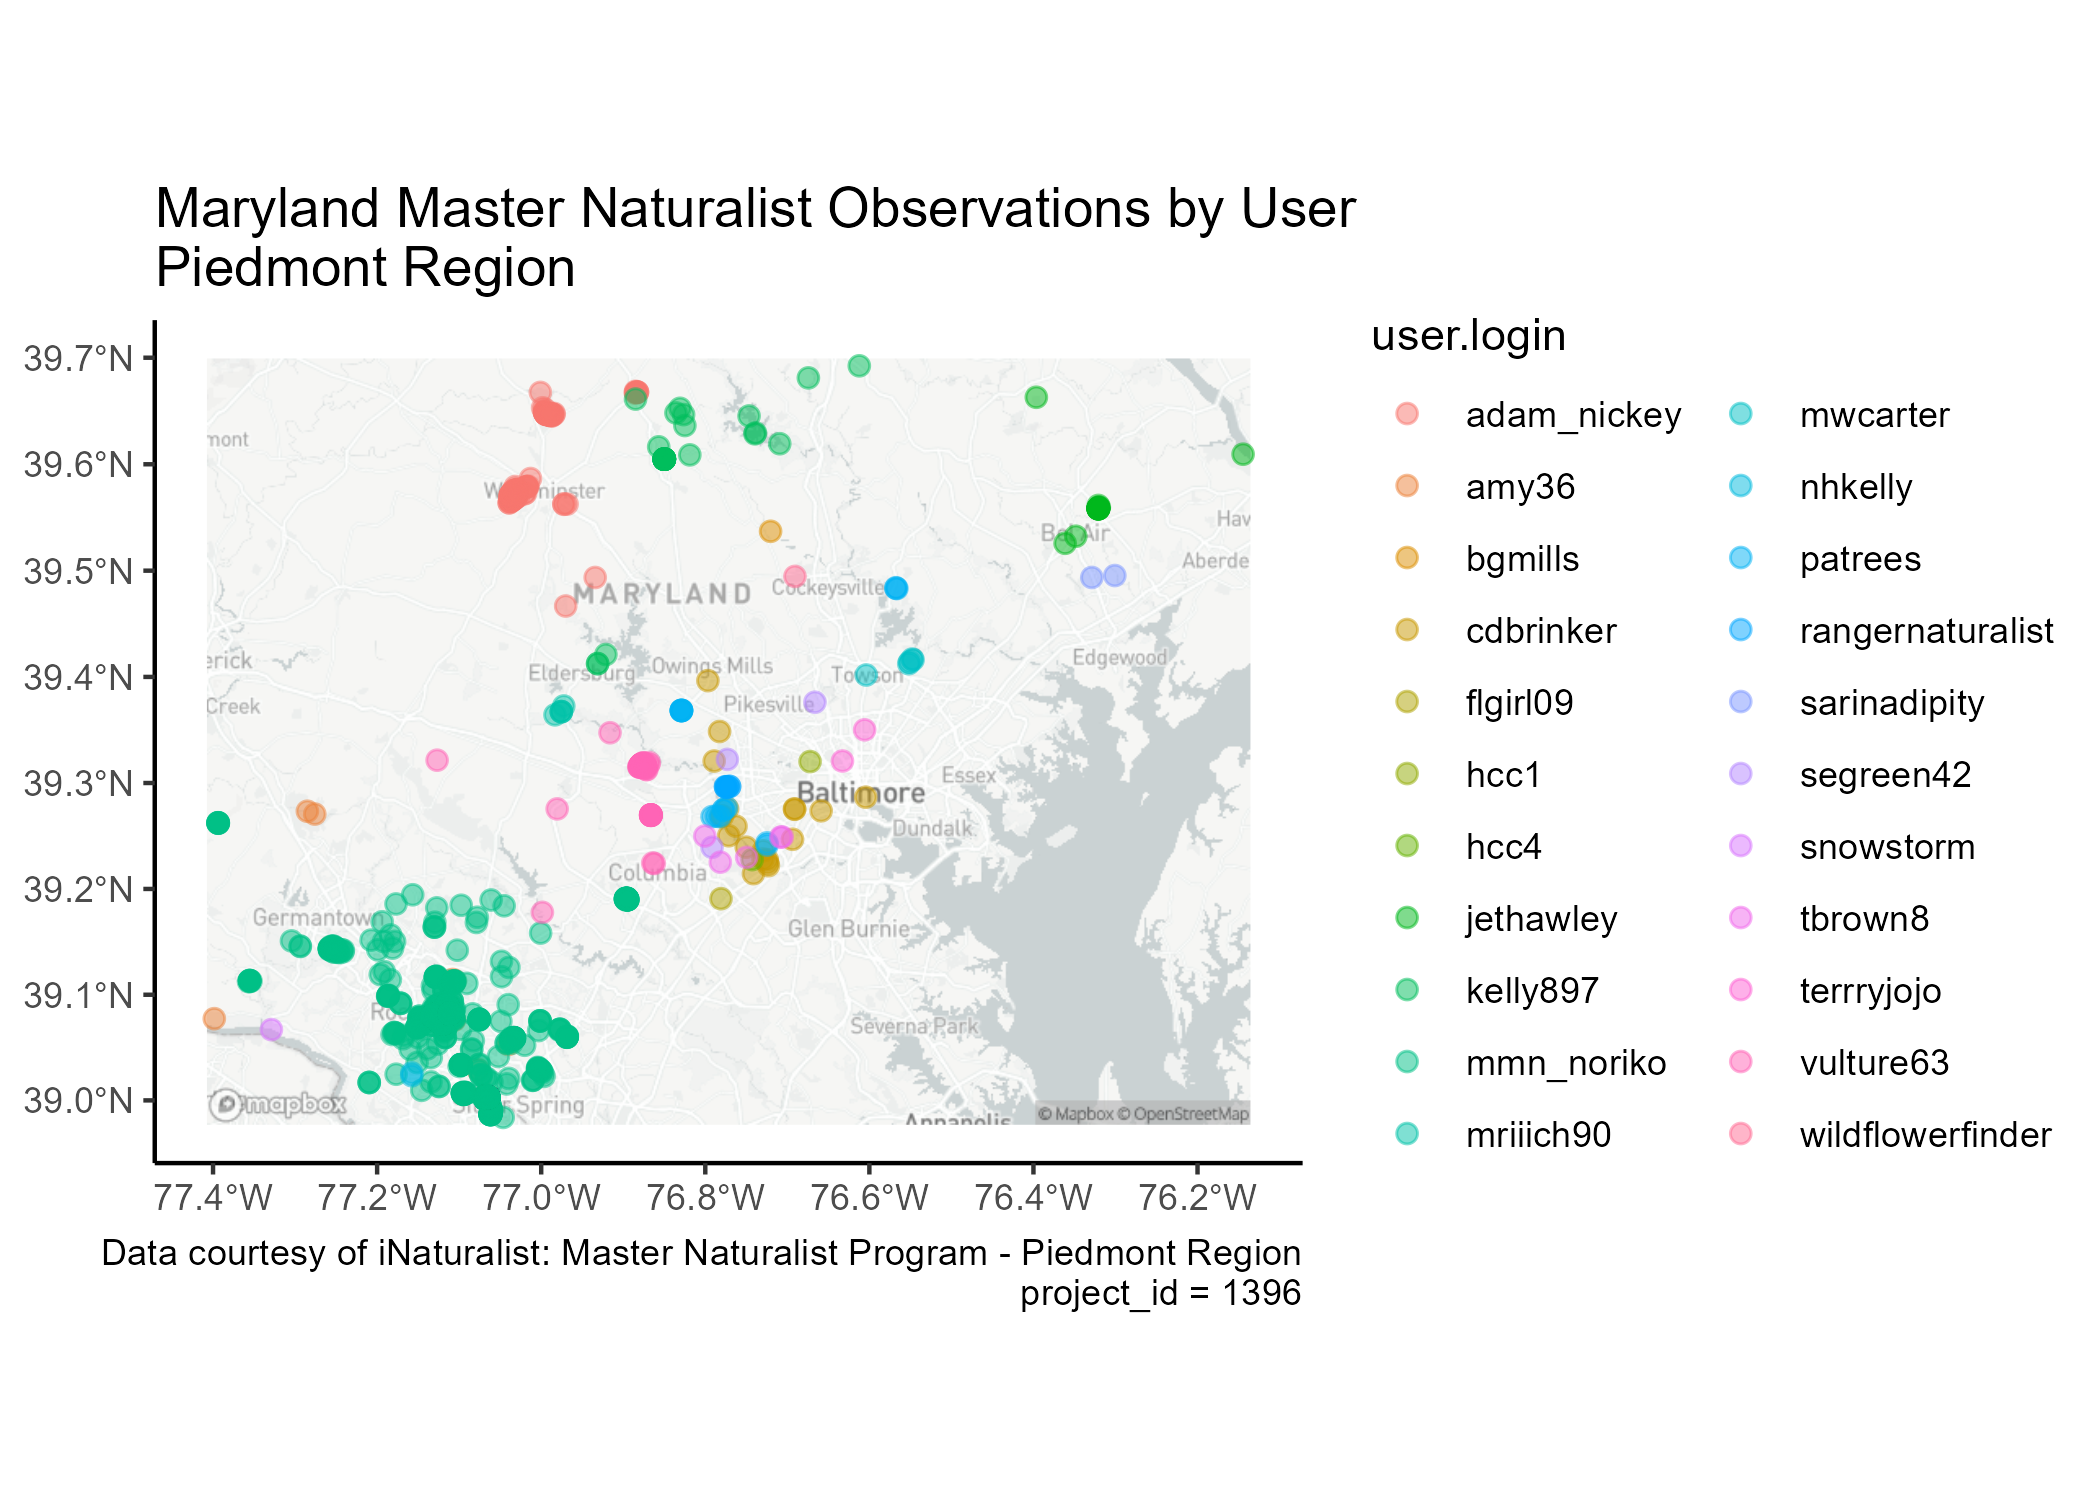 Maryland Master Naturalist Observations by User
Piedmont Region
39.7°N
39.6°N
39.5°N
39.4°N
39.3°N
39.2°N
39.1°N
39.0°N
mont
MARYLAND
Cockeysville
Hav
Aberde
erick
Eldersburg
Owings Mills
Towson
Edgewood
Creek
Pikesville
Essex
Baltimore
Dundalk
Columbia
Germantown
Glen Burnie
Severna Park
Spring
Annapolis
mapbox
© Mapbox © OpenStreetMap
77.4°W 77.2°W 77.0°W 76.8°W 76.6°W 76.4°W 76.2°W
Data courtesy of iNaturalist: Master Naturalist Program - Piedmont Region
project_id = 1396
user.login
adam_nickey
amy36
bgmills
cdbrinker
flgirl09
hcc1
hcc4
jethawley
kelly897
mmn_noriko
mriiich90
mwcarter
nhkelly
patrees
rangernaturalist
sarinadipity
segreen42
snowstorm
tbrown8
terrryjojo
vulture63
wildflowerfinder